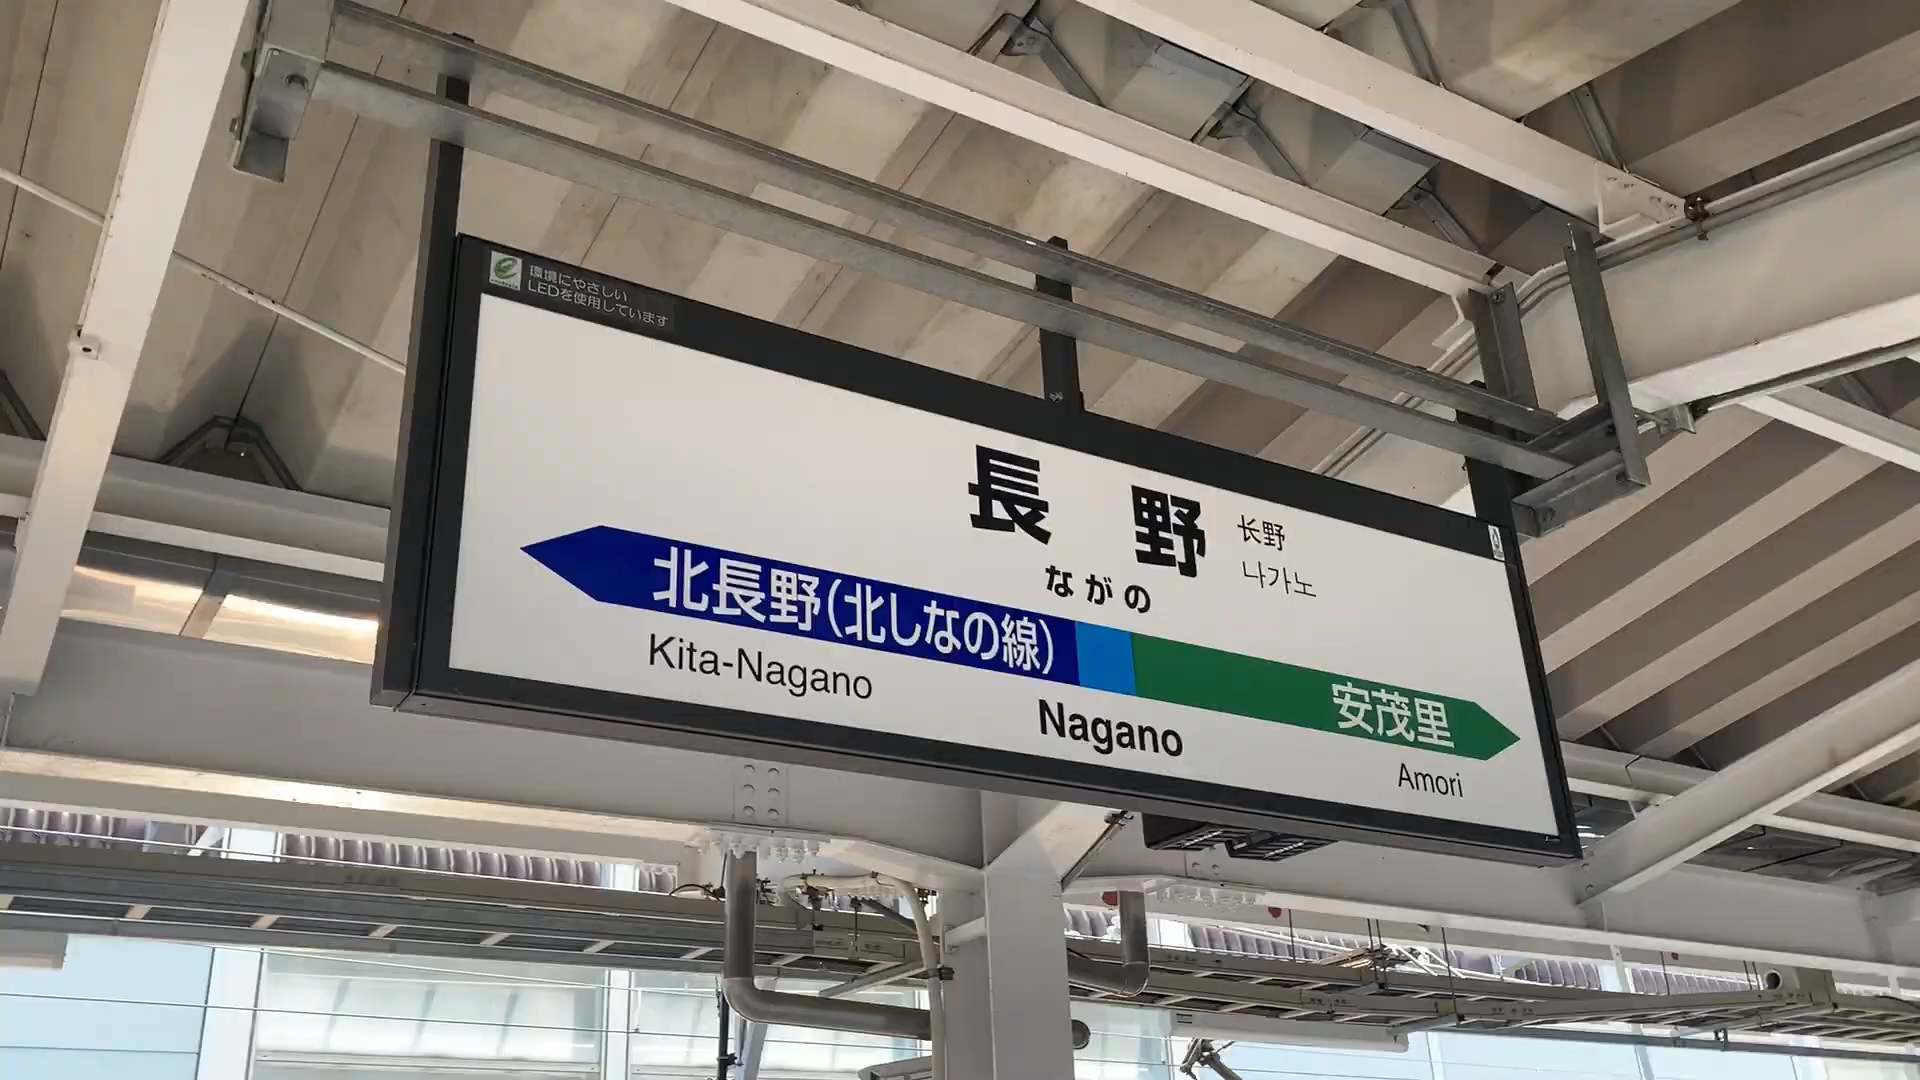 環境にやさしい
LEDを使用しています
長野
长野
나가노
ながの
北長野(北しなの線)
Kita-Nagano
Nagano
安茂里
Amori